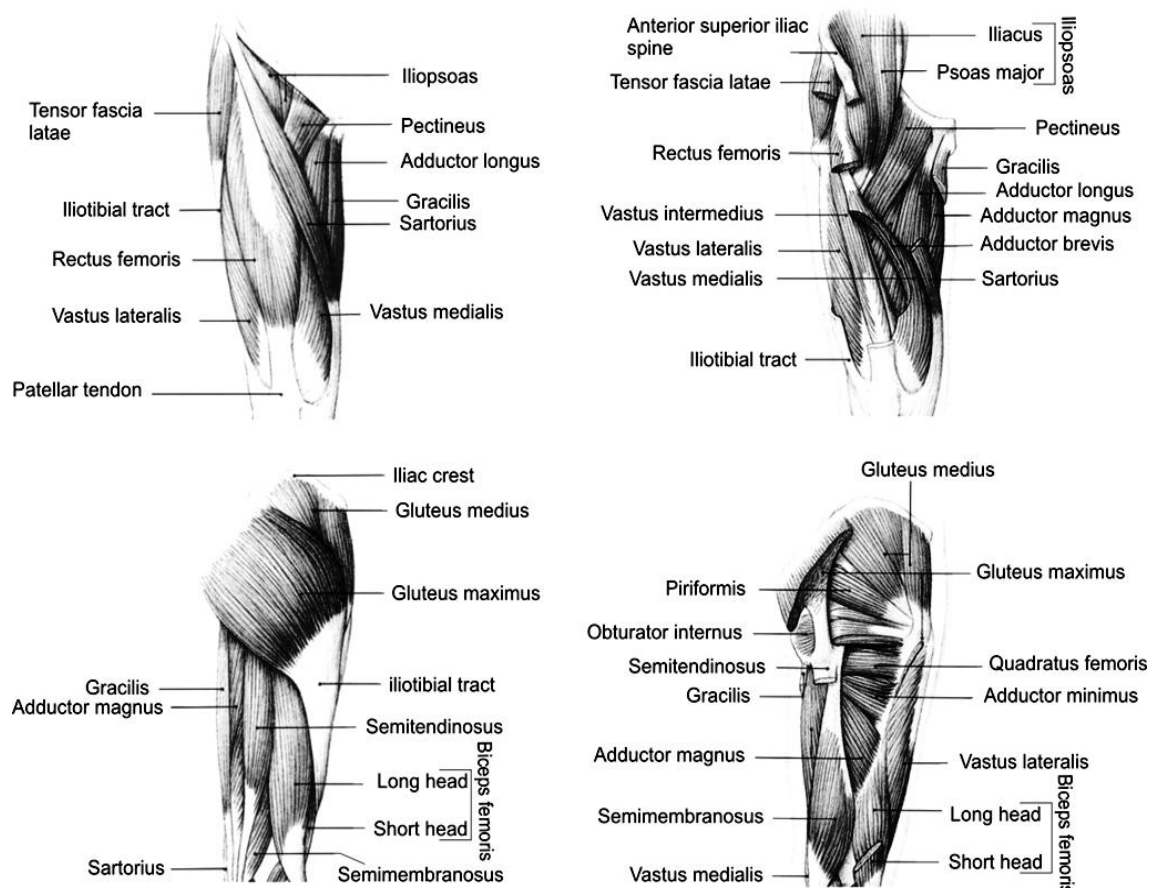 Tensor fascia
latae
Iliotibial tract
Rectus femoris
Vastus lateralis
Patellar tendon
Iliopsoas
Pectineus
Adductor longus
Gracilis
Sartorius
Vastus medialis
Anterior superior iliac
spine
Tensor fascia latae
Rectus femoris
Vastus intermedius
Vastus lateralis
Vastus medialis
Iliotibial tract
Iliacus
Psoas major
Iliopsoas
Pectineus
Gracilis
Adductor longus
Adductor magnus
Adductor brevis
Sartorius
Iliac crest
Gluteus medius
Gluteus maximus
iliotibial tract
Gracilis
Adductor magnus
Semitendinosus
Long head
Short head
Biceps femoris
Sartorius
Semimembranosus
Gluteus medius
Gluteus maximus
Piriformis
Obturator internus
Semitendinosus
Gracilis
Quadratus femoris
Adductor minimus
Adductor magnus
Vastus lateralis
Semimembranosus
Long head
Short head
Biceps femoris
Vastus medialis